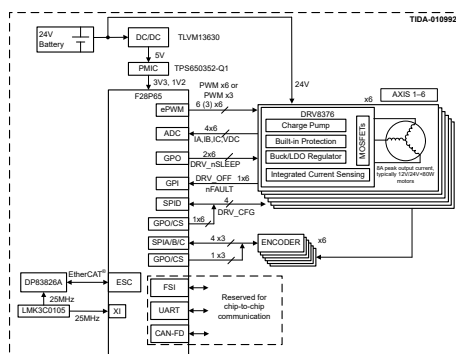 TIDA-010992
24V
Battery
DC/DC
TLVM13630
5V
PMIC
TPS650352-Q1
3V3, 1V2
24V
F28P65
PWM x6 or
PWM x3
ePWM
6 (3) x6
ADC
4x6
IA,IB,IC,VDC
GPO
2x6
DRV_nSLEEP
GPI
DRV_OFF 1x6
nFAULT
SPID
4
GPO/CS
1x6
DRV_CFG
SPIA/B/C
4 x3
GPO/CS
1 x3
AXIS 1–6
x6
DRV8376
Charge Pump
Built-in Protection
Buck/LDO Regulator
Integrated Current Sensing
MOSFETs
8A peak output current,
typically 12V/24V<80W
motors
ENCODER
x6
EtherCAT®
DP83826A
ESC
25MHz
LMK3C0105
25MHz
XI
FSI
UART
CAN-FD
Reserved for
chip-to-chip
communication